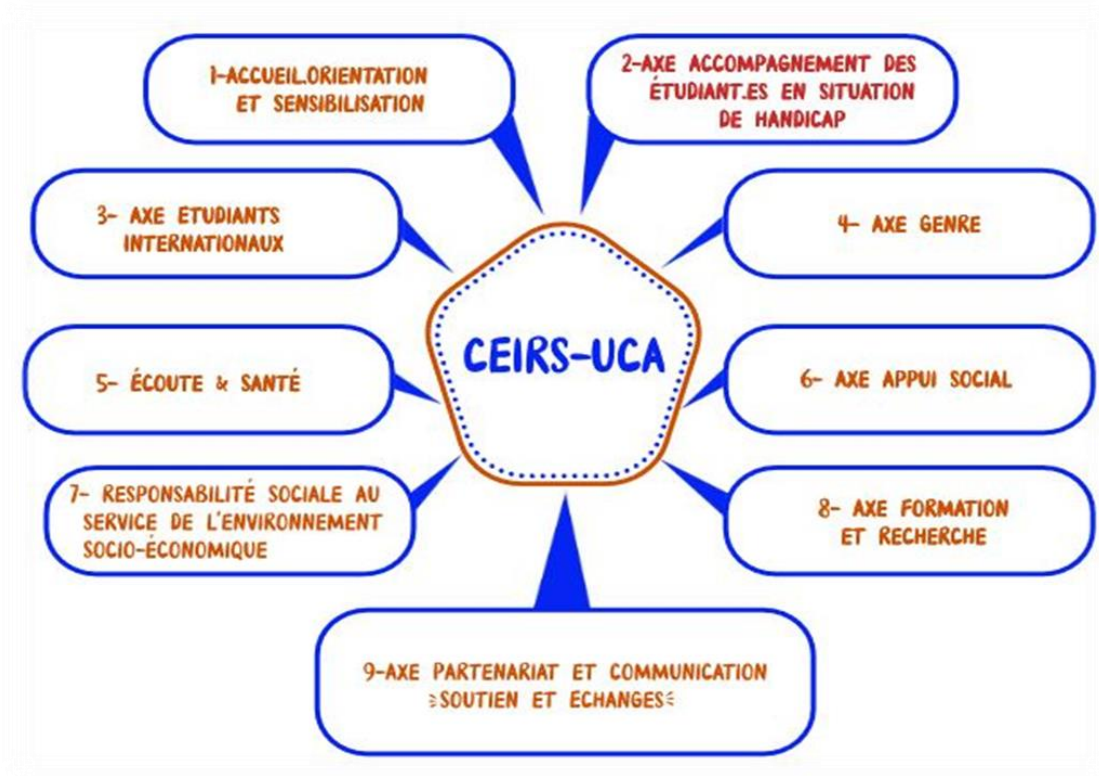 1-ACCUEIL.ORIENTATION
ET SENSIBILISATION
2-AXE ACCOMPAGNEMENT DES
ÉTUDIANT.ES EN SITUATION
DE HANDICAP
3- AXE ETUDIANTS
INTERNATIONAUX
4- AXE GENRE
CEIRS-UCA
5- ÉCOUTE & SANTÉ
6- AXE APPUI SOCIAL
7- RESPONSABILITÉ SOCIALE AU
SERVICE DE L'ENVIRONNEMENT
SOCIO-ÉCONOMIQUE
8- AXE FORMATION
ET RECHERCHE
9-AXE PARTENARIAT ET COMMUNICATION
SOUTIEN ET ECHANGES